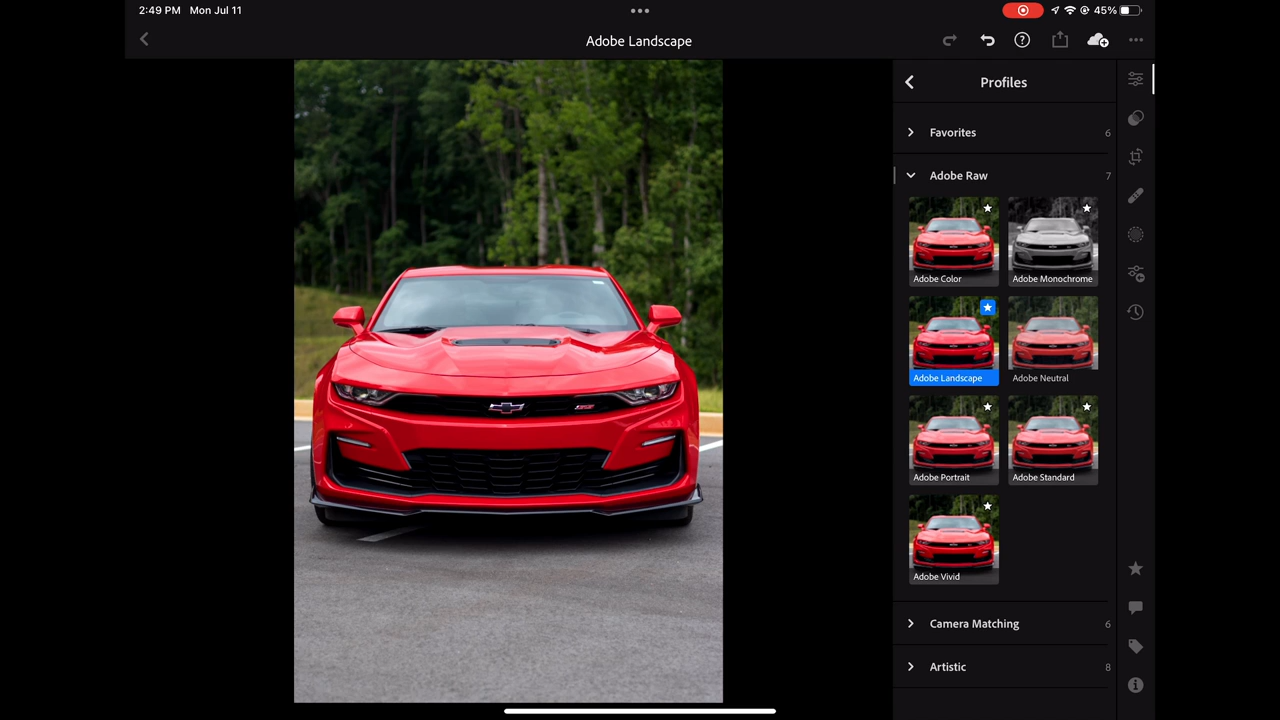 2:49 PM Mon Jul 11
45%
Adobe Landscape
Profiles
Favorites 6
Adobe Raw 7
Adobe Color
Adobe Monochrome
Adobe Landscape
Adobe Neutral
Adobe Portrait
Adobe Standard
Adobe Vivid
Camera Matching 6
Artistic 8